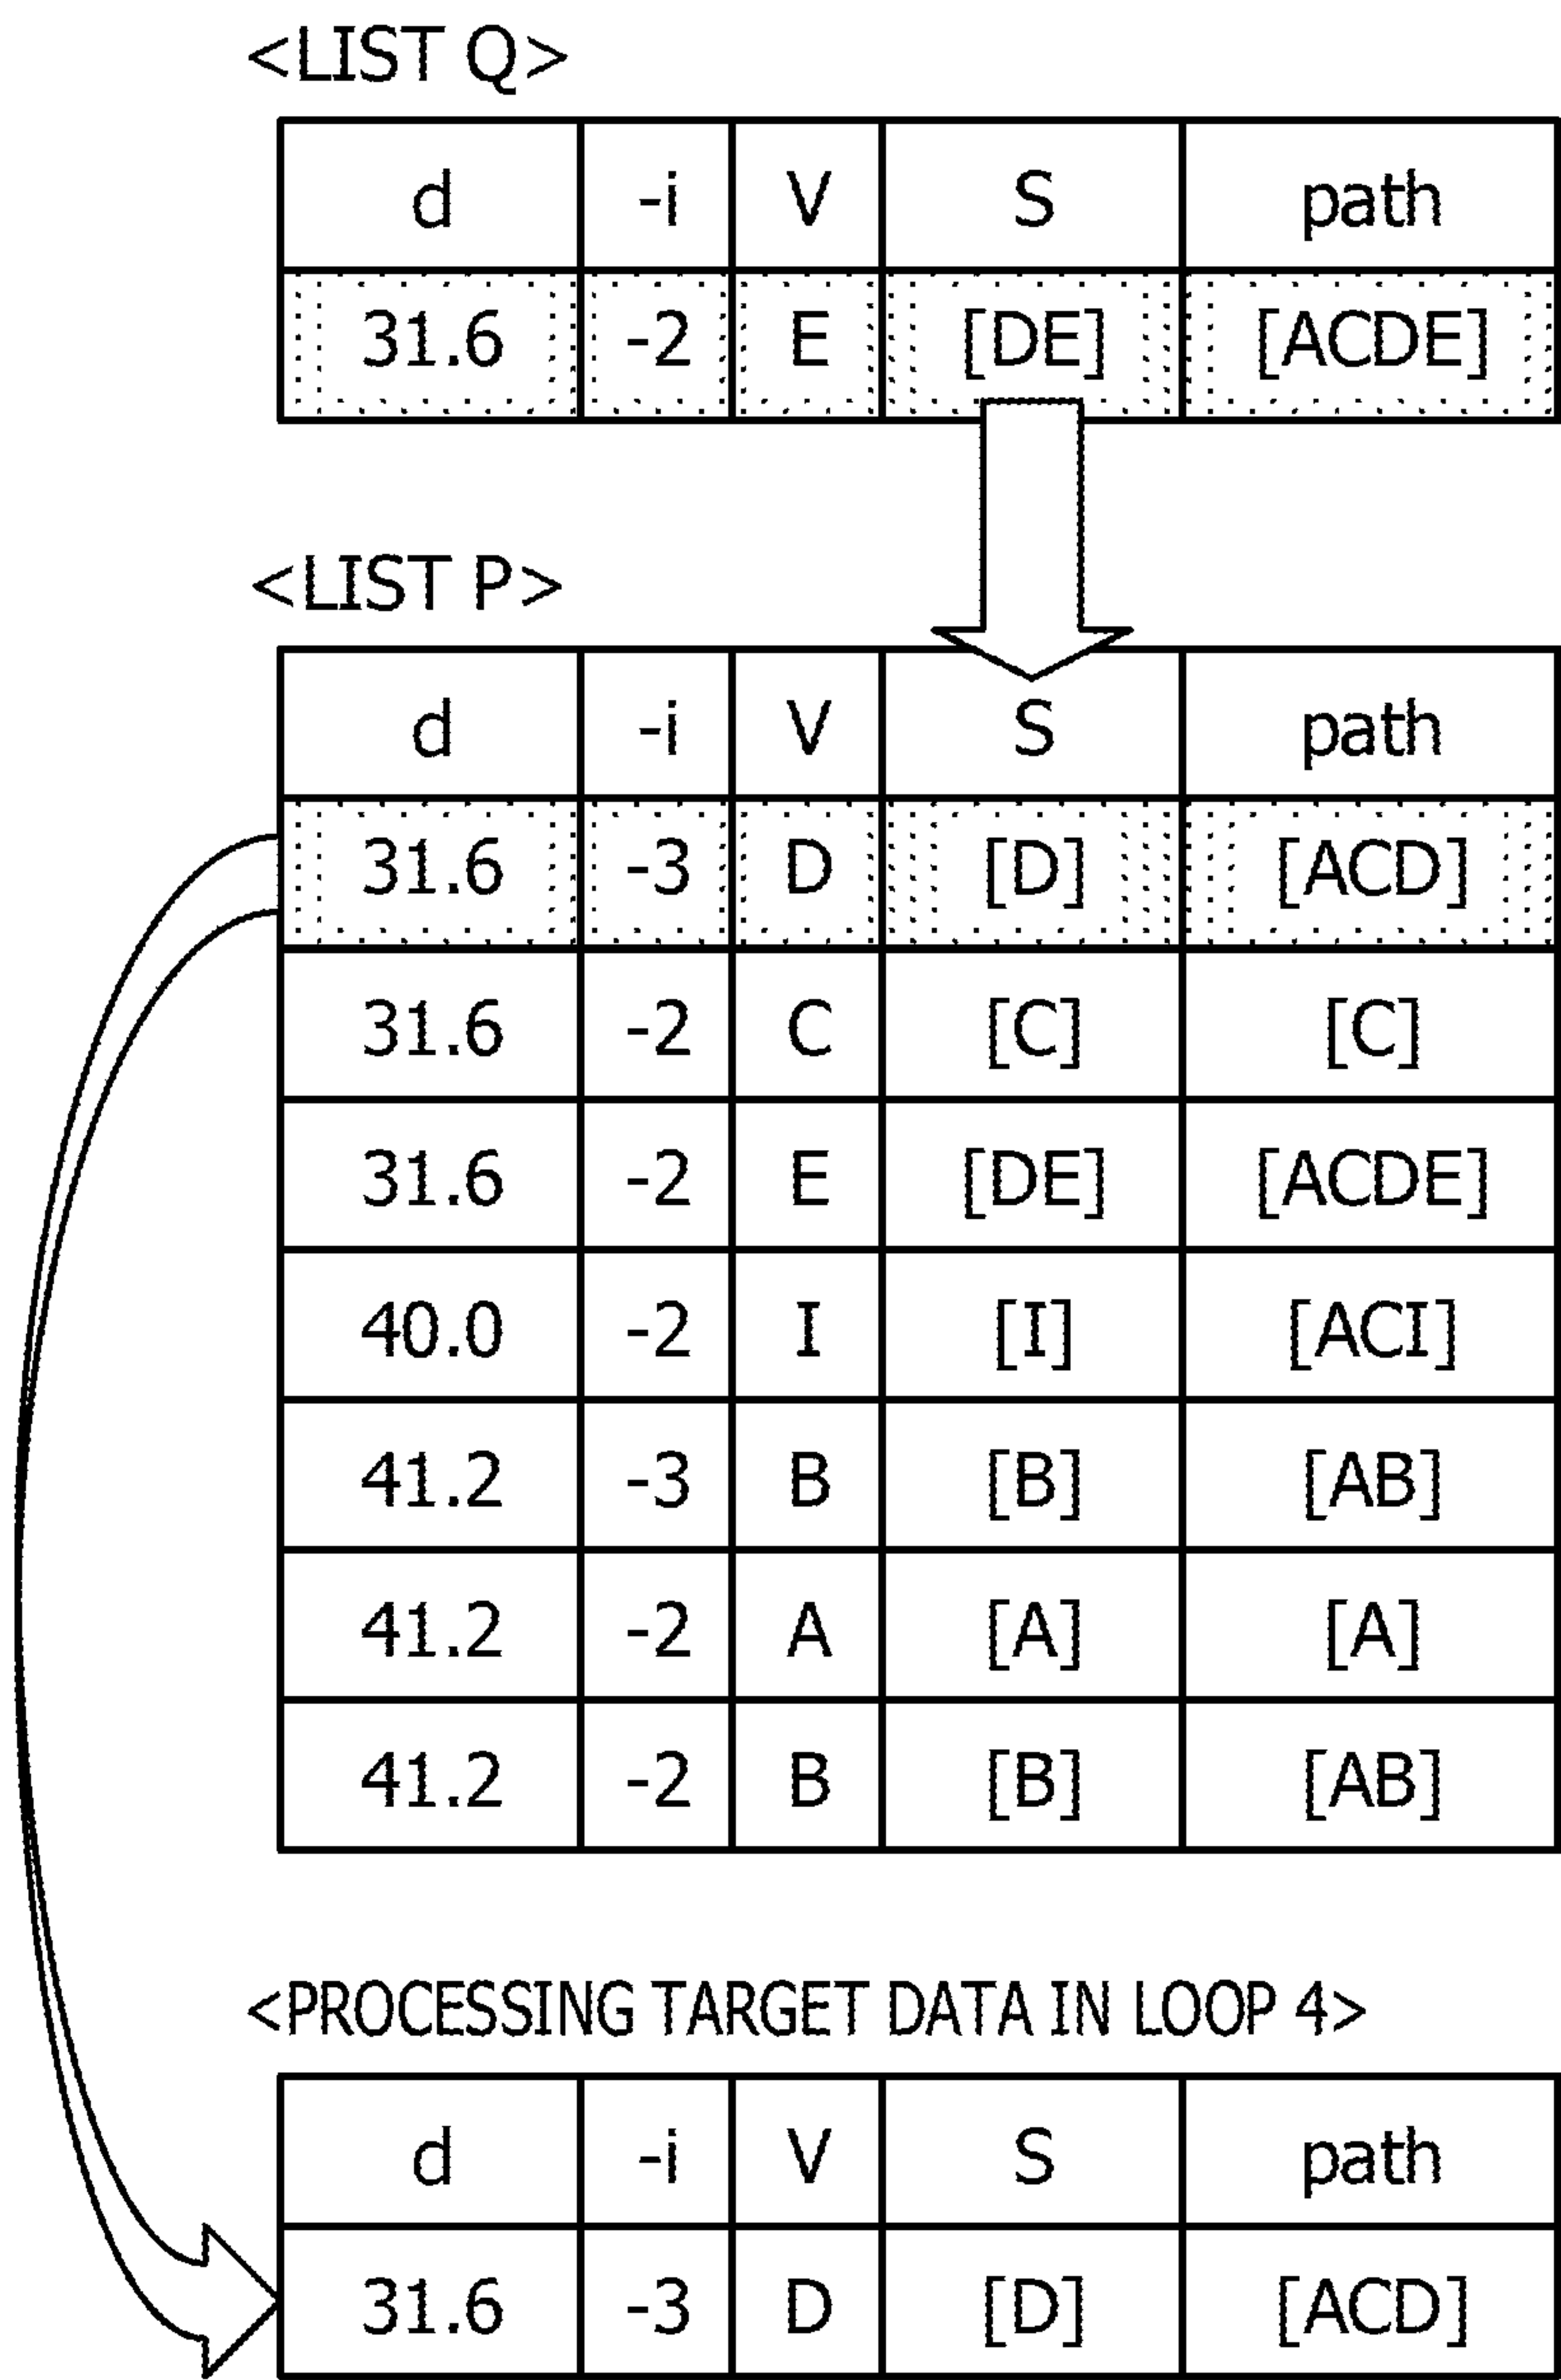 <LIST Q>
d -i V S path
31.6 -2 E [DE] [ACDE]
<LIST P>
d -i V S path
31.6 -3 D [D] [ACD]
31.6 -2 C [C] [C]
31.6 -2 E [DE] [ACDE]
40.0 -2 I [I] [ACI]
41.2 -3 B [B] [AB]
41.2 -2 A [A] [A]
41.2 -2 B [B] [AB]
<PROCESSING TARGET DATA IN LOOP 4>
d -i V S path
31.6 -3 D [D] [ACD]